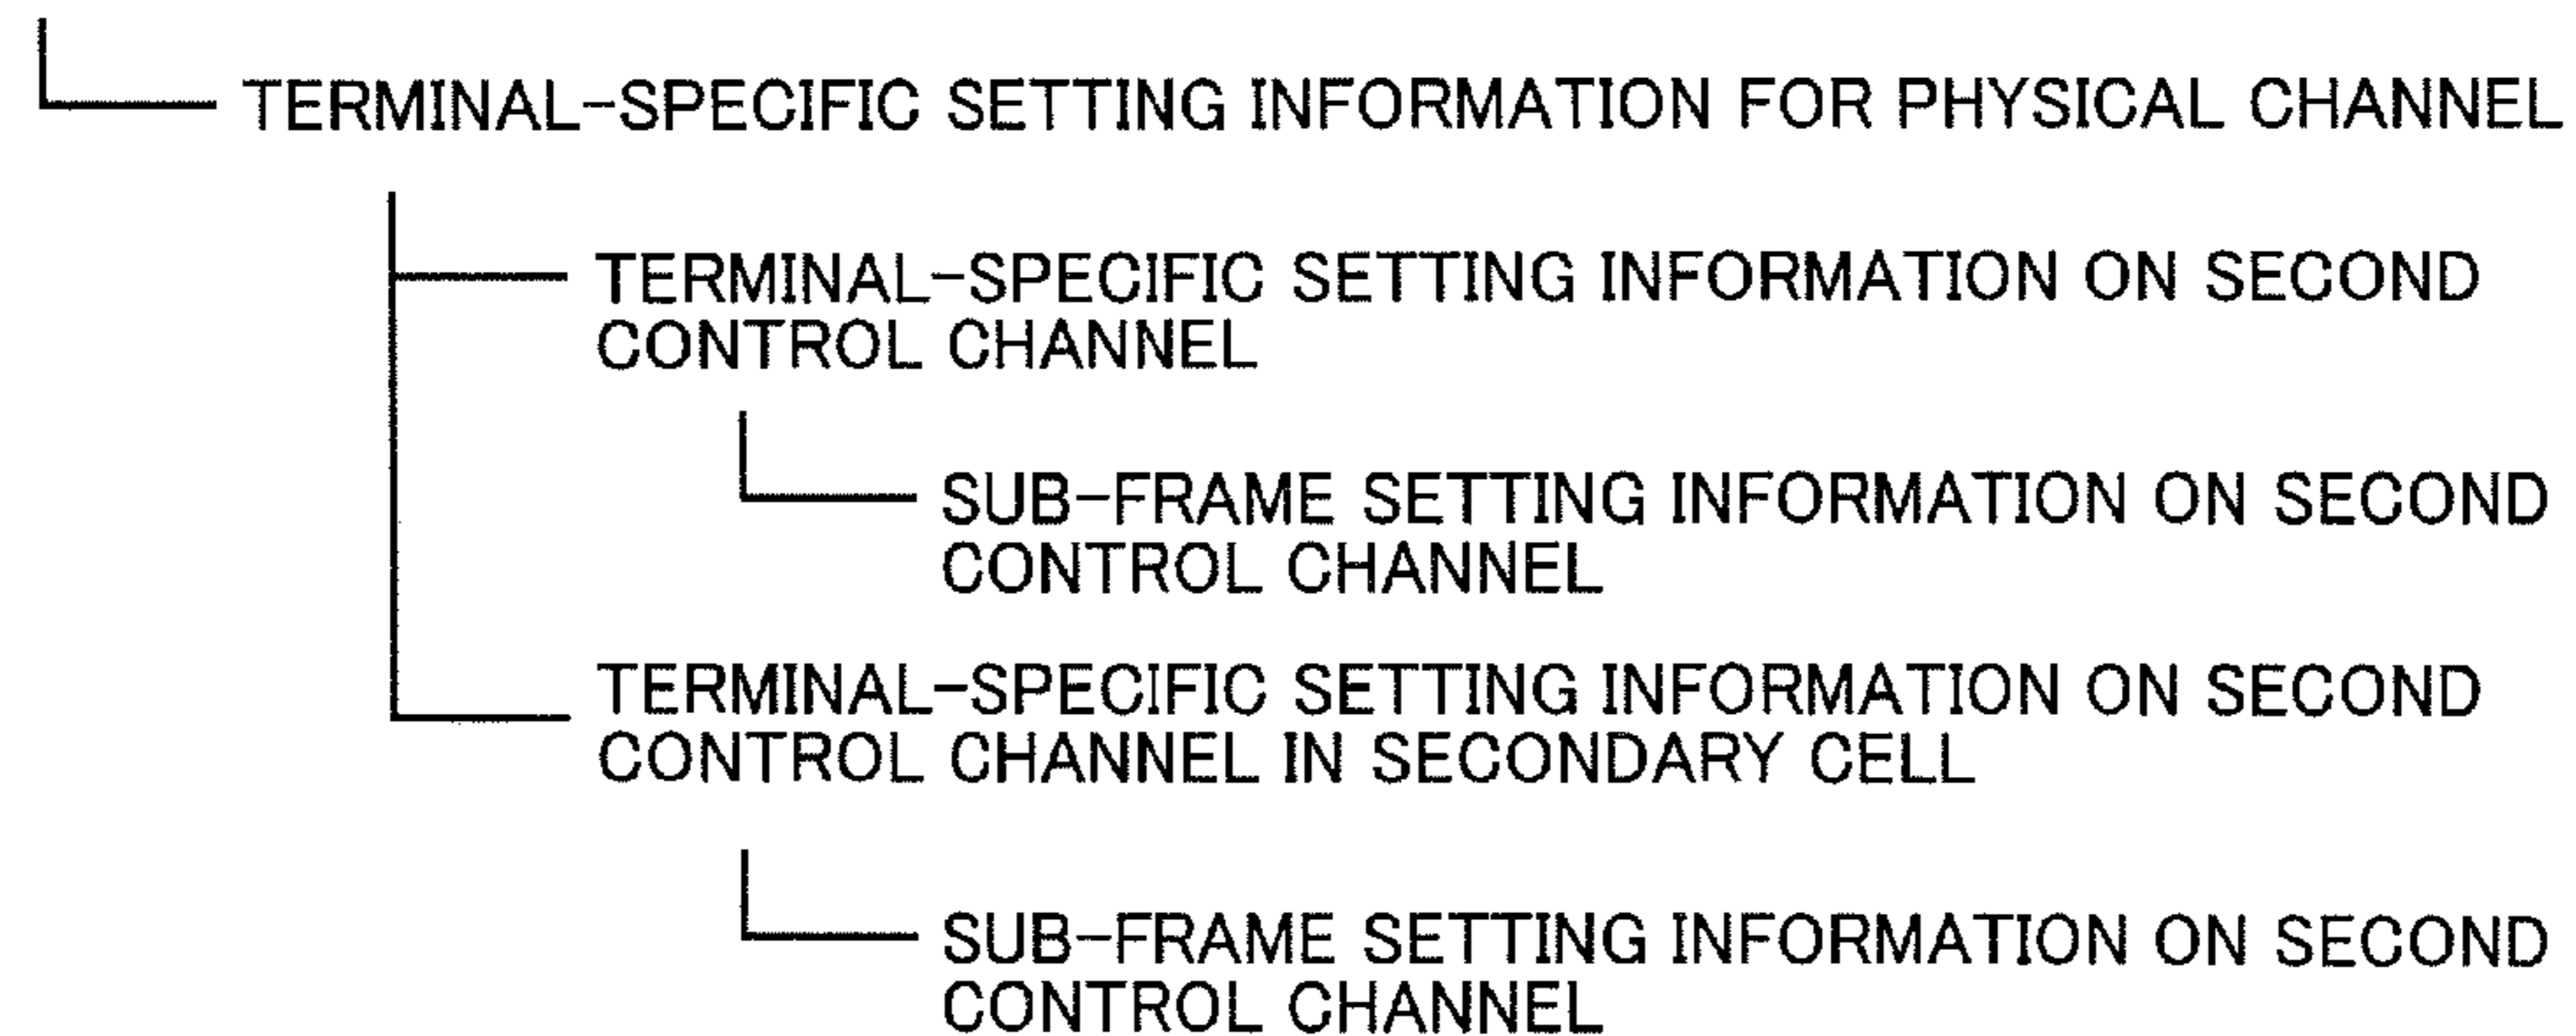 TERMINAL-SPECIFIC SETTING INFORMATION FOR PHYSICAL CHANNEL
TERMINAL-SPECIFIC SETTING INFORMATION ON SECOND
CONTROL CHANNEL
SUB-FRAME SETTING INFORMATION ON SECOND
CONTROL CHANNEL
TERMINAL-SPECIFIC SETTING INFORMATION ON SECOND
CONTROL CHANNEL IN SECONDARY CELL
SUB-FRAME SETTING INFORMATION ON SECOND
CONTROL CHANNEL